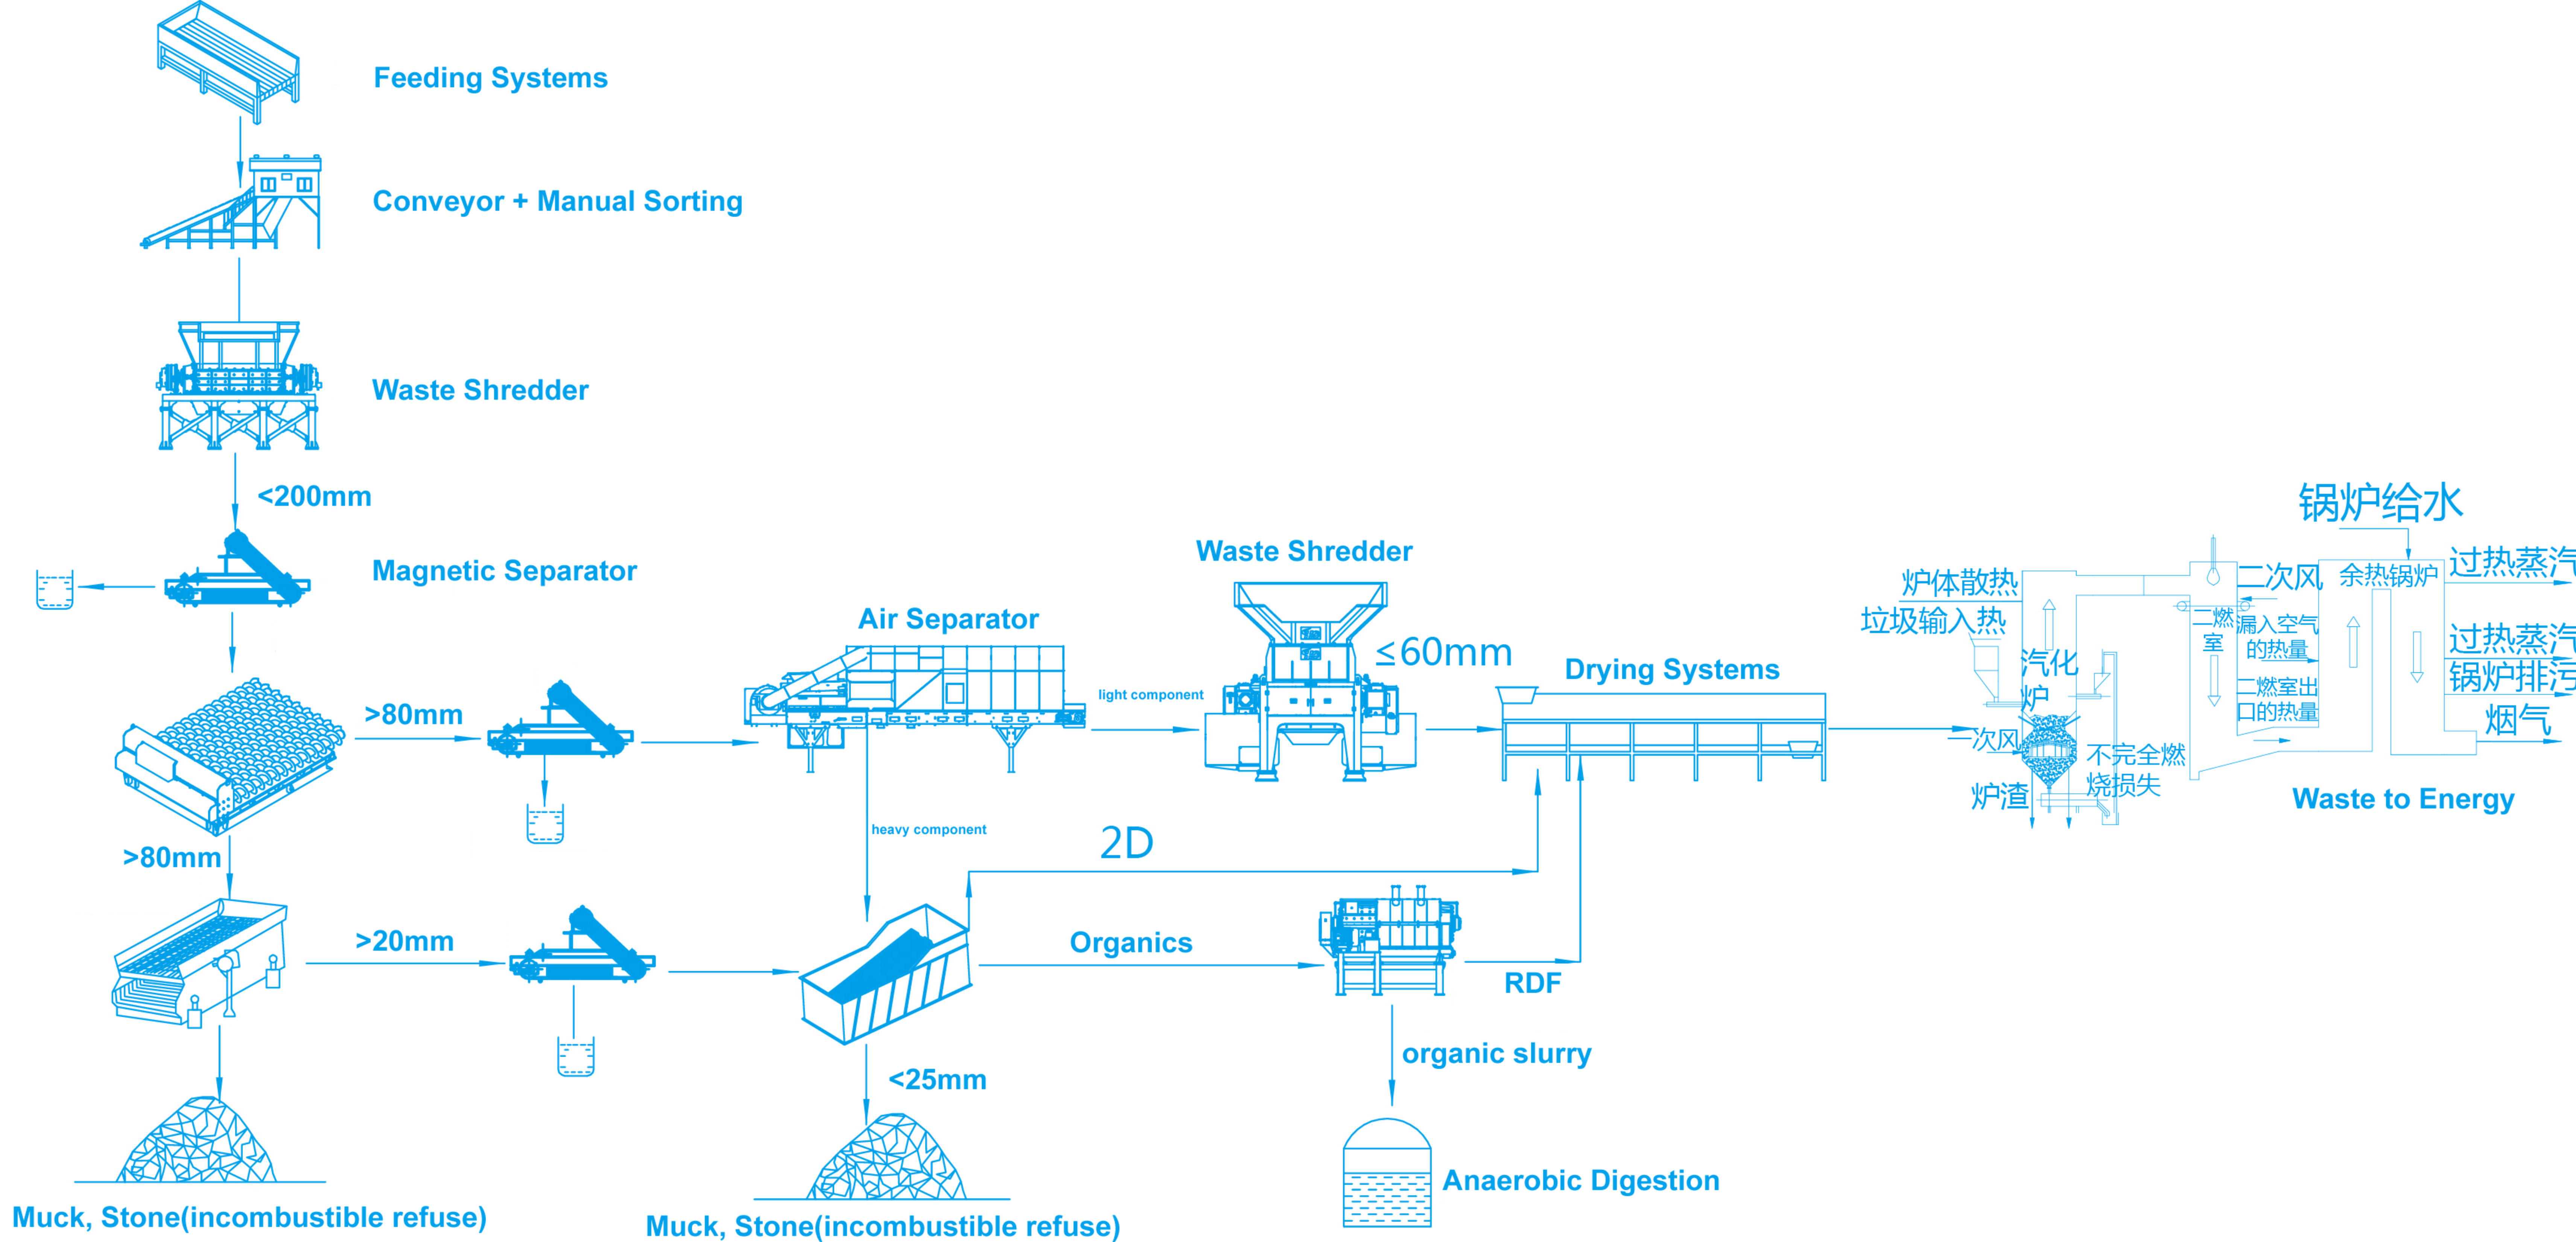 Feeding Systems
Conveyor + Manual Sorting
Waste Shredder
<200mm
Magnetic Separator
>80mm
Air Separator
light component
Waste Shredder
≤60mm
Drying Systems
heavy component
>80mm
>20mm
2D
Organics
RDF
<25mm
organic slurry
Anaerobic Digestion
Muck, Stone(incombustible refuse)
Muck, Stone(incombustible refuse)
锅炉给水
炉体散热
垃圾输入热
二次风
余热锅炉
过热蒸汽
二燃
室
漏入空气
的热量
汽化
炉
过热蒸汽
锅炉排污
二燃室出
口的热量
烟气
一次风
不完全燃
烧损失
炉渣
Waste to Energy